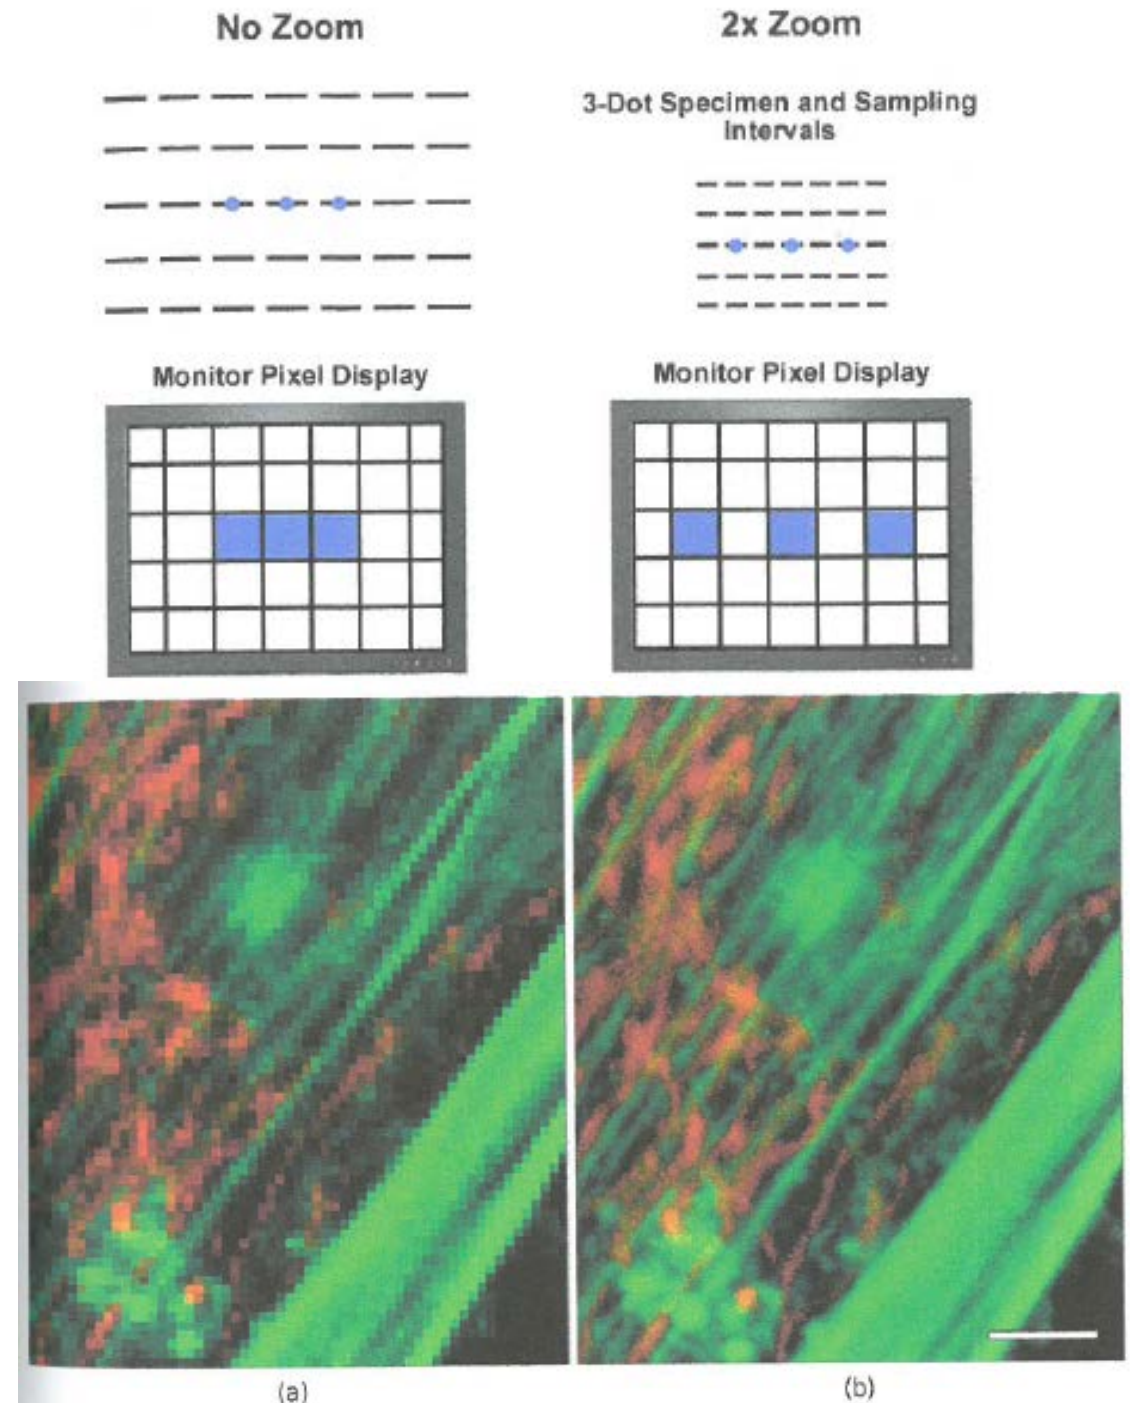 No Zoom
2x Zoom
3-Dot Specimen and Sampling
Intervals
Monitor Pixel Display
Monitor Pixel Display
(a)
(b)